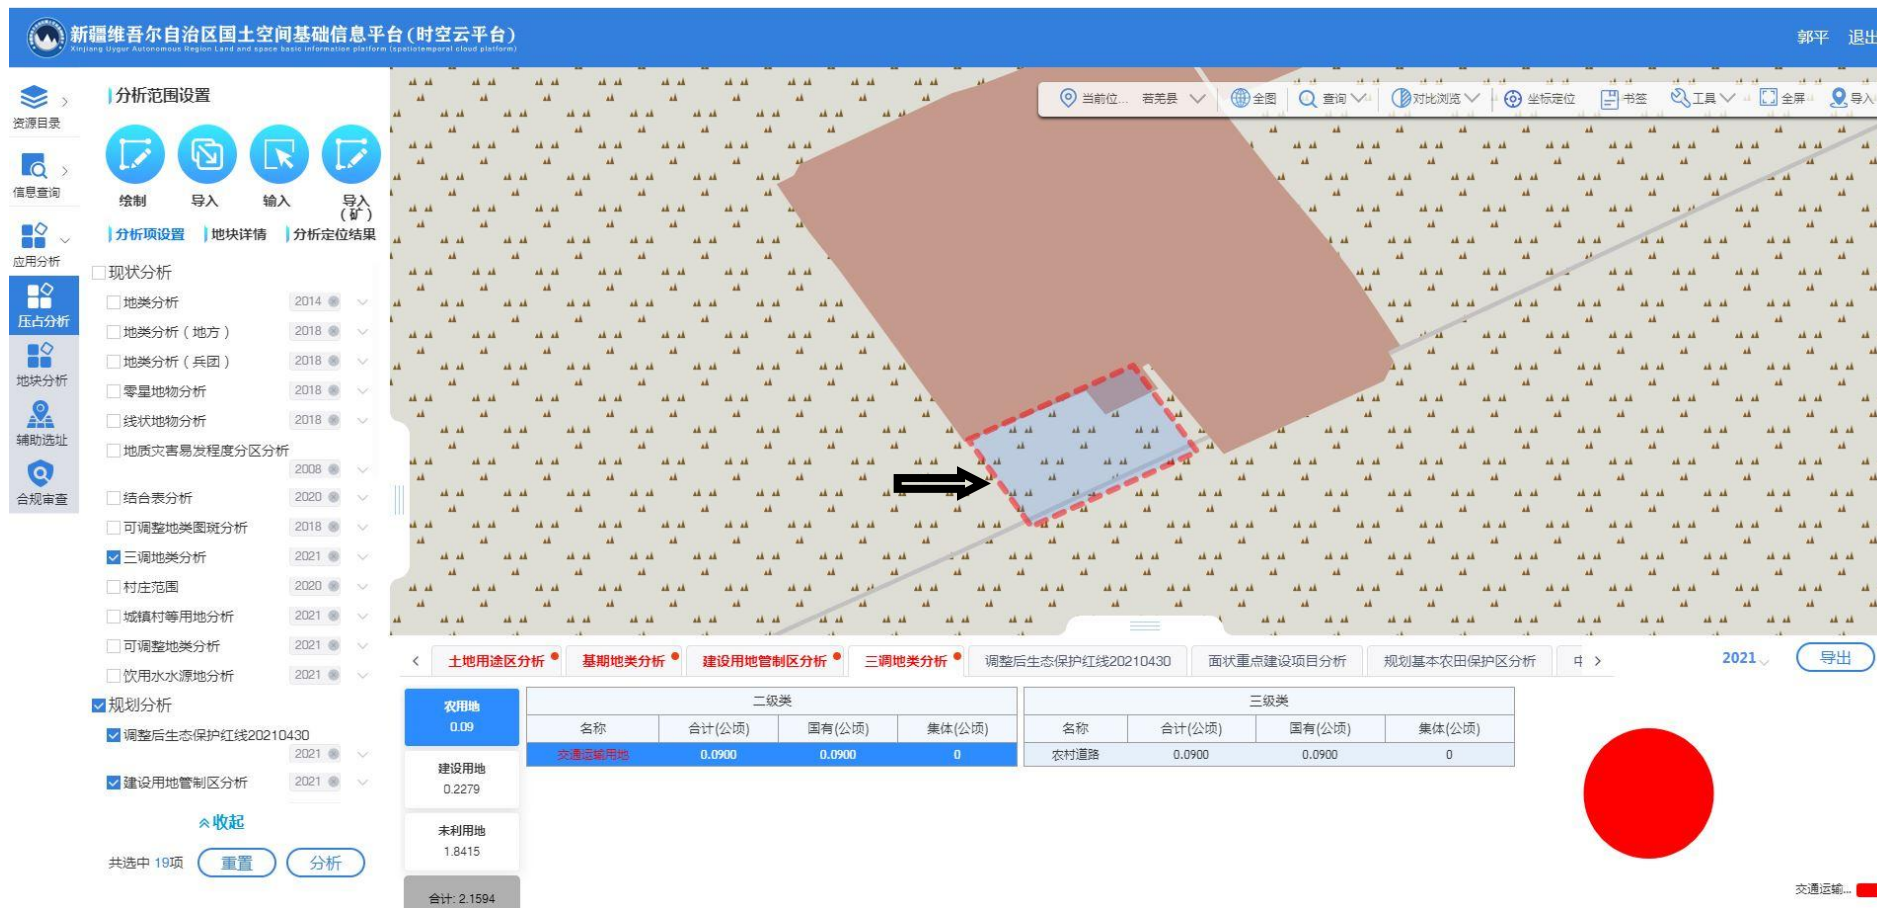 新疆维吾尔自治区国土空间基础信息平台(时空云平台)
Xinjiang Uygur Autonomous Region Land and space basic information platform (spatiotemporal cloud platform)
郭平 退出
资源目录
信息查询
应用分析
压占分析
地块分析
辅助选址
合规审查
分析范围设置
绘制 导入 输入 导入(矿)
分析项设置 地块详情 分析定位结果
现状分析
地类分析 2014
地类分析(地方) 2018
地类分析(兵团) 2018
零星地物分析 2018
线状地物分析 2018
地质灾害易发程度分区分析
2008
结合表分析 2020
可调整地类图斑分析 2018
三调地类分析 2021
村庄范围 2020
城镇村等用地分析 2021
可调整地类分析 2021
饮用水水源地分析 2021
规划分析
调整后生态保护红线20210430
2021
建设用地管制区分析 2021
收起
共选中 19项 重置 分析
当前位... 若羌县 全图 查询 对比浏览 坐标定位 书签 工具 全屏 导入
土地用途区分析 基期地类分析 建设用地管制区分析 三调地类分析 调整后生态保护红线20210430 面状重点建设项目分析 规划基本农田保护区分析
2021 导出
农用地
0.09
建设用地
0.2279
未利用地
1.8415
合计: 2.1594
二级类 三级类
名称 合计(公顷) 国有(公顷) 集体(公顷) 名称 合计(公顷) 国有(公顷) 集体(公顷)
交通运输用地 0.0900 0.0900 0 农村道路 0.0900 0.0900 0
交通运输...